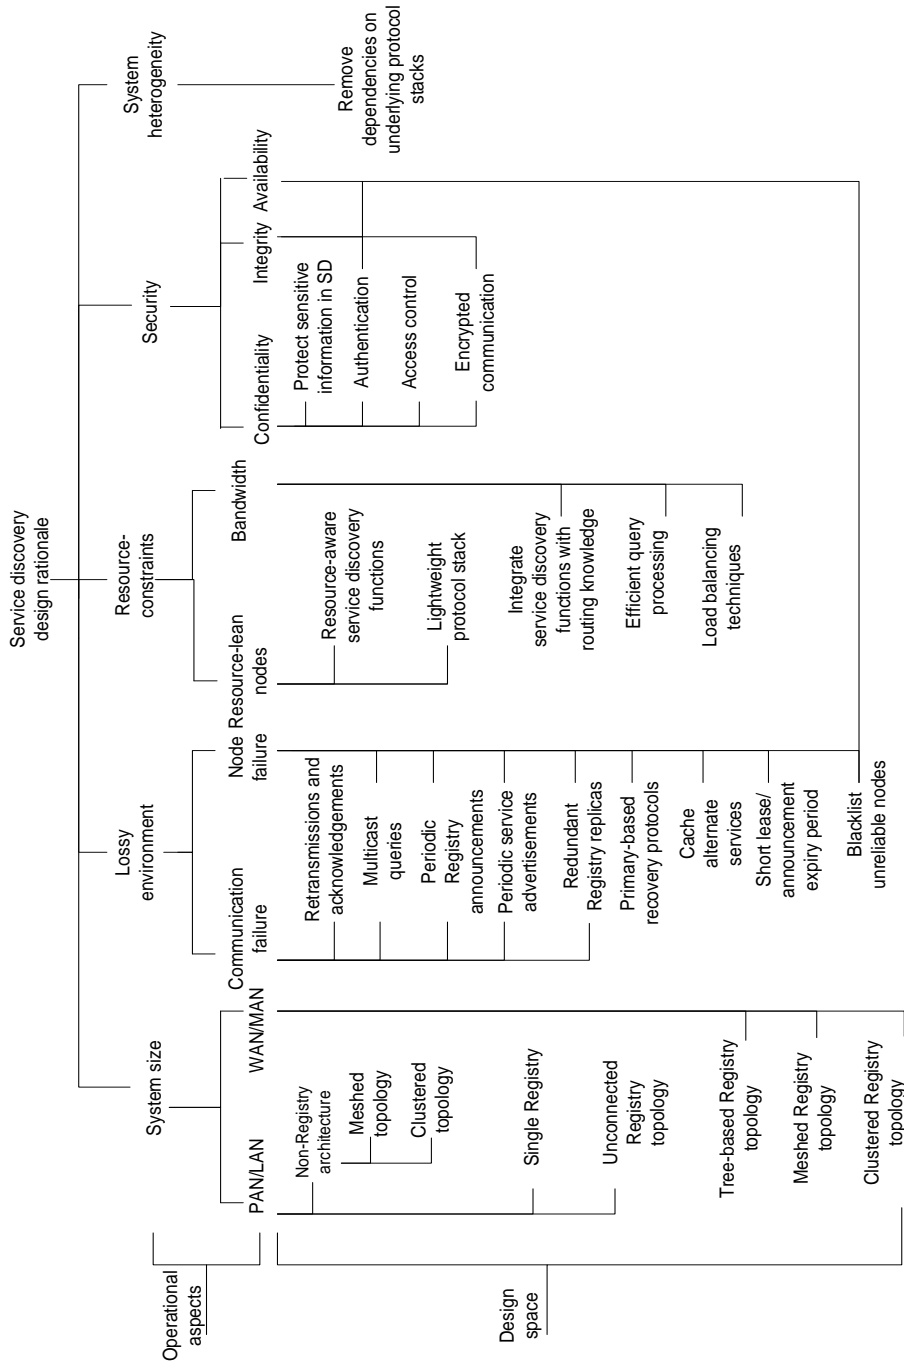 Service discovery
design rationale
System size
Lossy
environment
Resource-
constraints
Security
System
heterogeneity
Operational
aspects
PAN/LAN
WAN/MAN
Communication
failure
Node
failure
Resource-lean
nodes
Bandwidth
Confidentiality
Integrity
Availability
Design
space
Non-Registry
architecture
Meshed
topology
Clustered
topology
Single Registry
Unconnected
Registry
topology
Tree-based Registry
topology
Meshed Registry
topology
Clustered Registry
topology
Retransmissions and
acknowledgements
Multicast
queries
Periodic
Registry
announcements
Periodic service
advertisements
Redundant
Registry replicas
Primary-based
recovery protocols
Cache
alternate
services
Short lease/
announcement
expiry period
Blacklist
unreliable nodes
Resource-aware
service discovery
functions
Lightweight
protocol stack
Integrate
service discovery
functions with
routing knowledge
Efficient query
processing
Load balancing
techniques
Protect sensitive
information in SD
Authentication
Access control
Encrypted
communication
Remove
dependencies on
underlying protocol
stacks